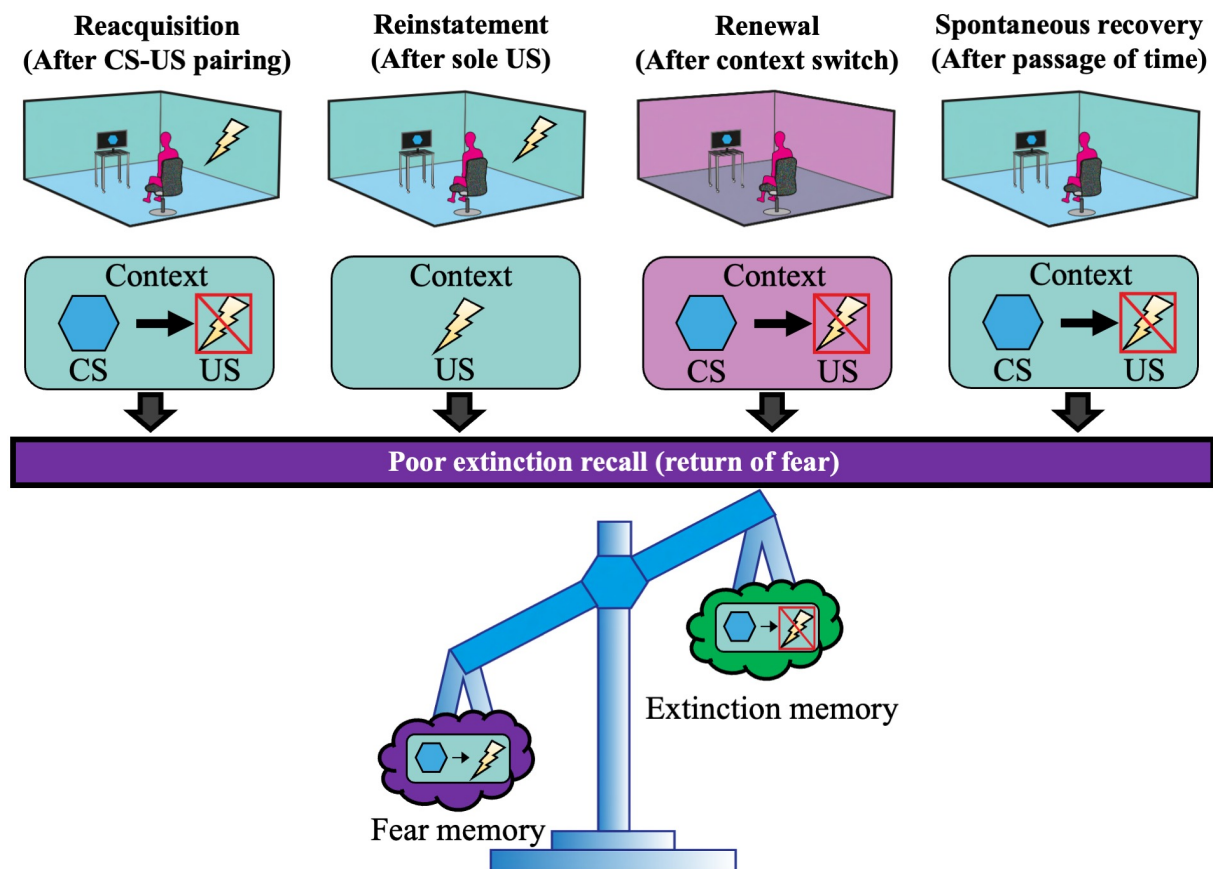 Reacquisition
(After CS-US pairing)
Reinstatement
(After sole US)
Renewal
(After context switch)
Spontaneous recovery
(After passage of time)
Context
CS
US
Context
US
Context
CS
US
Context
CS
US
Poor extinction recall (return of fear)
Extinction memory
Fear memory